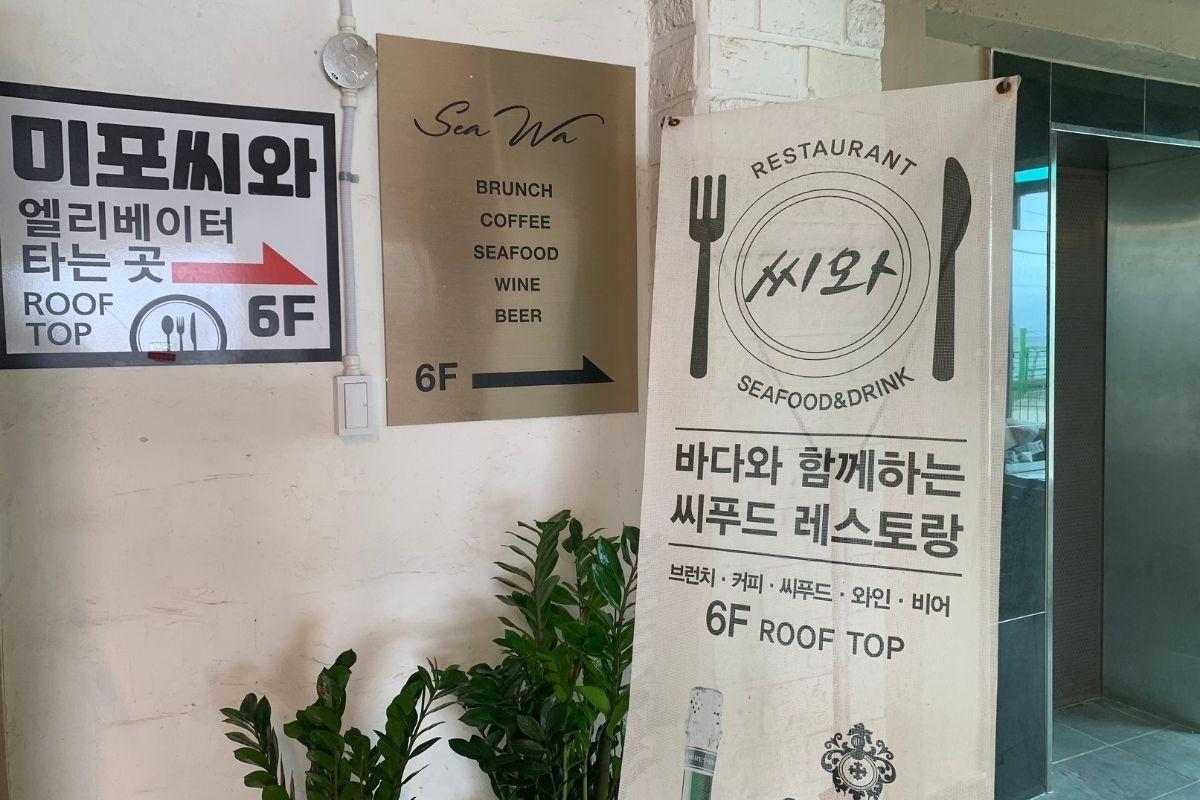 미포씨와
엘리베이터
타는 곳
ROOF
TOP
6F
Sea Wa
BRUNCH
COFFEE
SEAFOOD
WINE
BEER
6F
RESTAURANT
씨와
SEAFOOD&DRINK
바다와 함께하는
씨푸드 레스토랑
브런치 · 커피 · 씨푸드 · 와인 · 비어
6F ROOF TOP